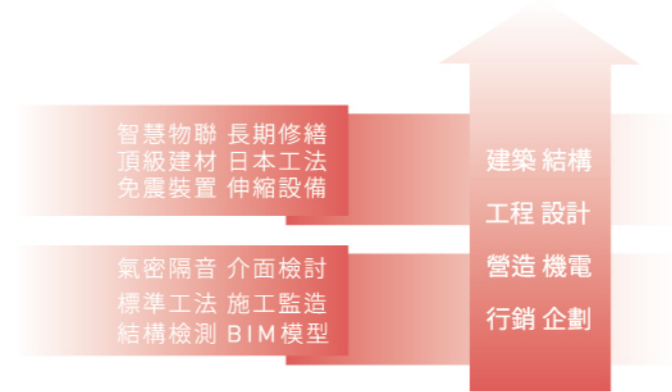 智慧物聯 長期修繕
頂級建材 日本工法
免震裝置 伸縮設備
氣密隔音 介面檢討
標準工法 施工監造
結構檢測 BIM模型
建築 結構
工程 設計
營造 機電
行銷 企劃